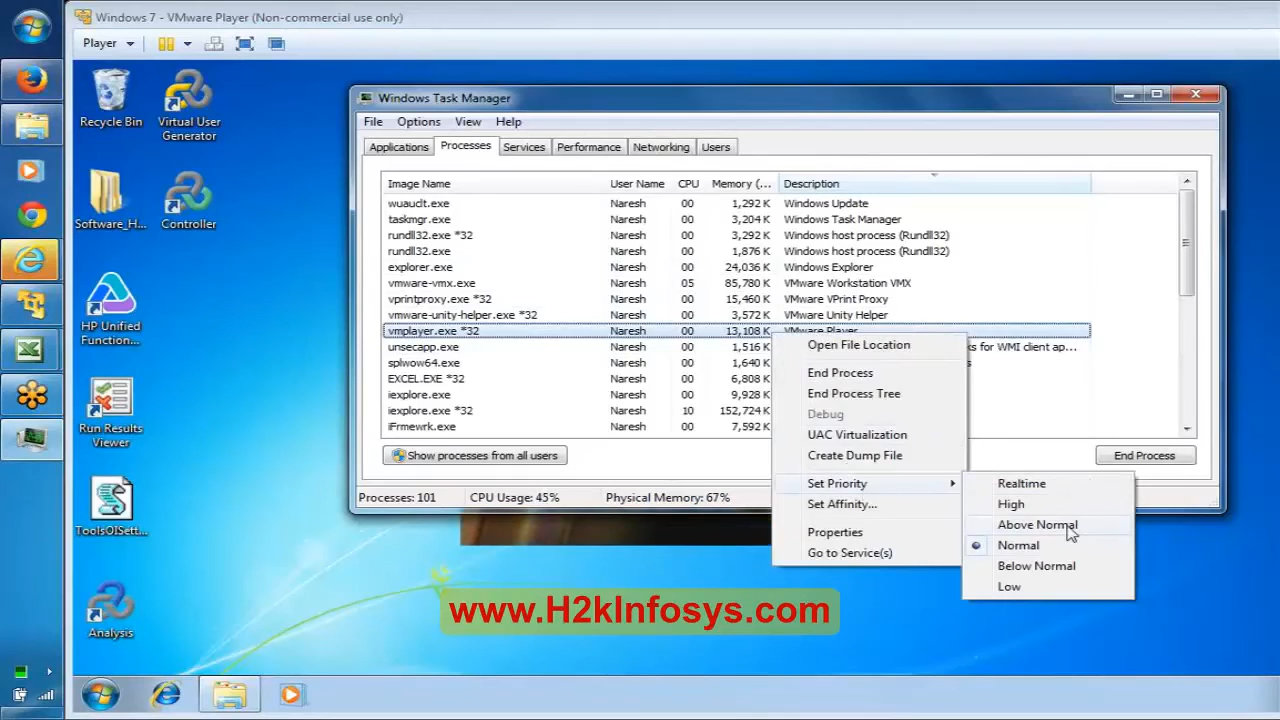 Windows 7 - VMware Player (Non-commercial use only)
Player
Recycle Bin
Virtual User
Generator
Software_H...
Controller
HP Unified
Function...
Run Results
Viewer
ToolsOISett...
Analysis
Windows Task Manager
File Options View Help
Applications Processes Services Performance Networking Users
Image Name User Name CPU Memory (... Description
wuauclt.exe Naresh 00 1,292 K Windows Update
taskmgr.exe Naresh 00 3,204 K Windows Task Manager
rundll32.exe *32 Naresh 00 3,292 K Windows host process (Rundll32)
rundll32.exe Naresh 00 1,876 K Windows host process (Rundll32)
explorer.exe Naresh 00 24,036 K Windows Explorer
vmware-vmx.exe Naresh 05 85,780 K VMware Workstation VMX
vprintproxy.exe *32 Naresh 00 15,460 K VMware VPrint Proxy
vmware-unity-helper.exe *32 Naresh 00 3,572 K VMware Unity Helper
vmplayer.exe *32 Naresh 00 13,108 K VMware Player
unsecapp.exe Naresh 00 1,516 K ks for WMI client ap...
splwow64.exe Naresh 00 1,640 K
EXCEL.EXE *32 Naresh 00 6,808 K
iexplore.exe Naresh 00 9,928 K
iexplore.exe *32 Naresh 10 152,724 K
iFrmewrk.exe Naresh 00 7,592 K
Show processes from all users
End Process
Processes: 101 CPU Usage: 45% Physical Memory: 67%
Open File Location
End Process
End Process Tree
Debug
UAC Virtualization
Create Dump File
Set Priority
Set Affinity...
Properties
Go to Service(s)
Realtime
High
Above Normal
Normal
Below Normal
Low
www.H2kInfosys.com